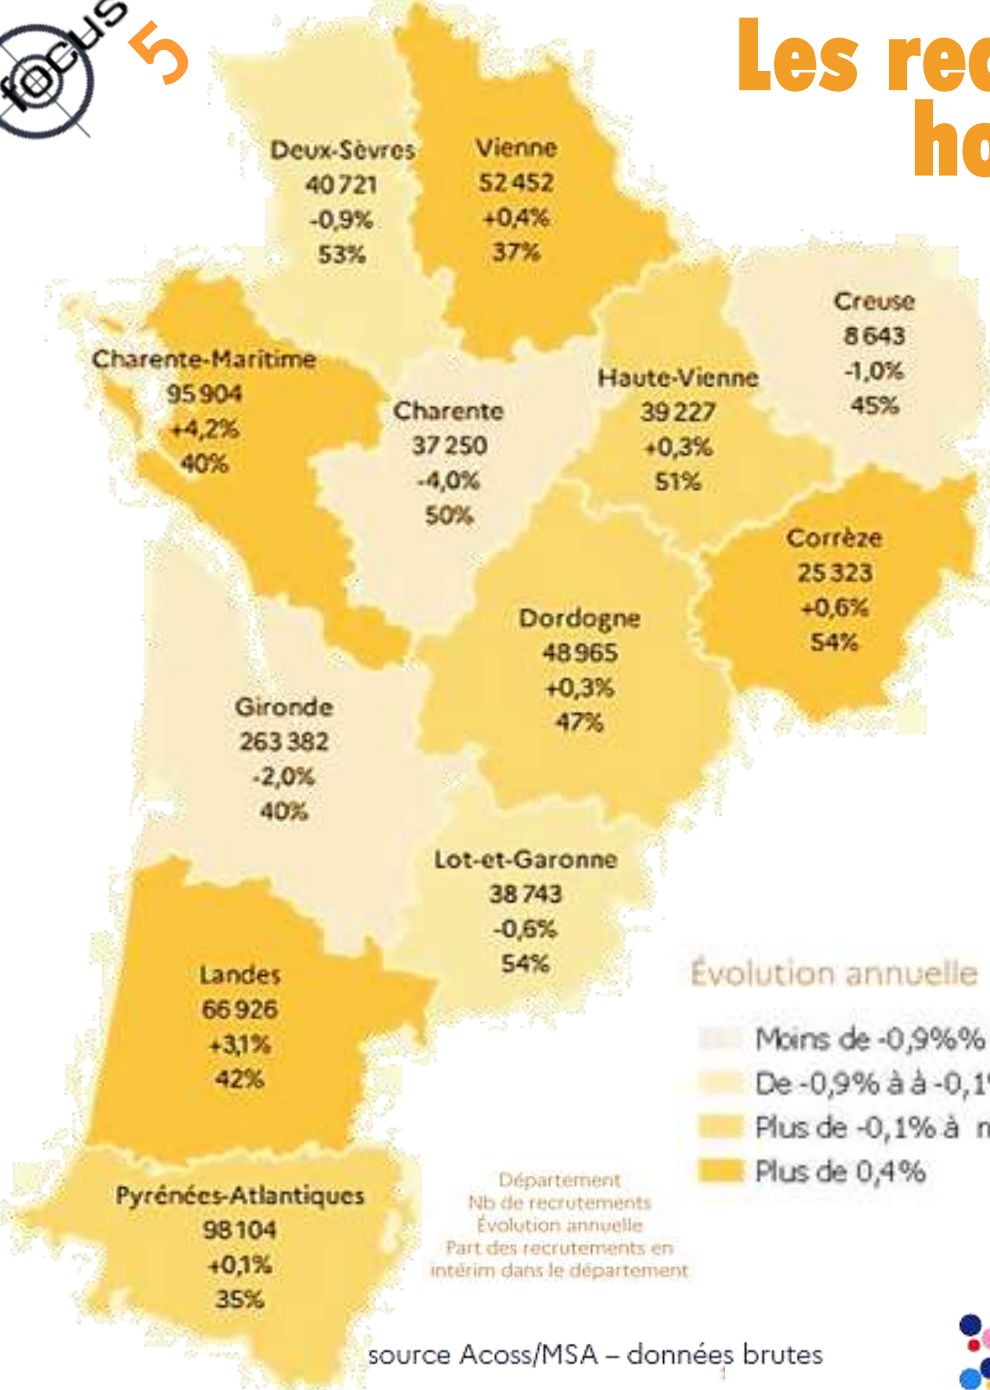 focus 5
Les rec
ho
Deux-Sèvres
40 721
-0,9%
53%
Vienne
52 452
+0,4%
37%
Creuse
8 643
-1,0%
45%
Charente-Maritime
95 904
+4,2%
40%
Haute-Vienne
39 227
+0,3%
51%
Charente
37 250
-4,0%
50%
Corrèze
25 323
+0,6%
54%
Dordogne
48 965
+0,3%
47%
Gironde
263 382
-2,0%
40%
Lot-et-Garonne
38 743
-0,6%
54%
Landes
66 926
+3,1%
42%
Pyrénées-Atlantiques
98 104
+0,1%
35%
Évolution annuelle
Moins de -0,9%%
De -0,9% à à -0,1%
Plus de -0,1% à n
Plus de 0,4%
Département
Nb de recrutements
Évolution annuelle
Part des recrutements en
intérim dans le département
source Acoss/MSA – données brutes
1